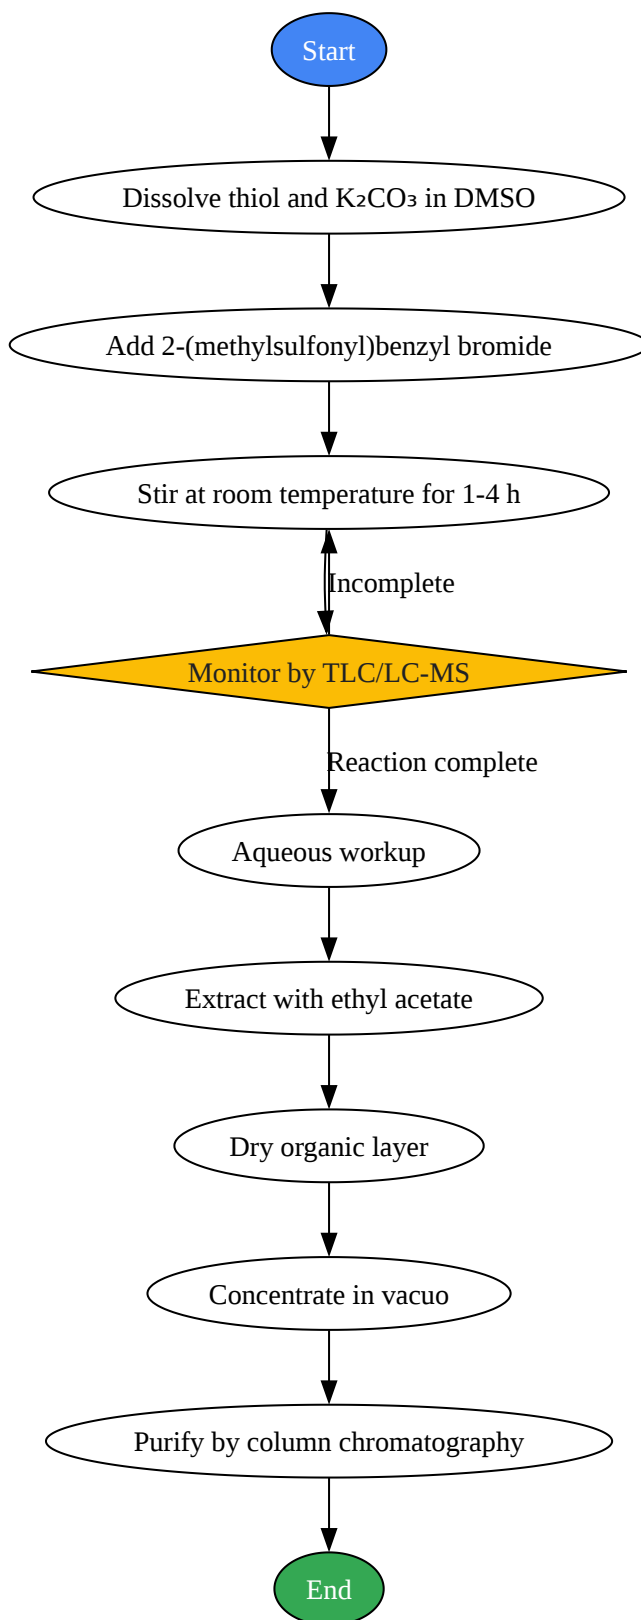 Start
Dissolve thiol and K₂CO₃ in DMSO
Add 2-(methylsulfonyl)benzyl bromide
Stir at room temperature for 1-4 h
Incomplete
Monitor by TLC/LC-MS
Reaction complete
Aqueous workup
Extract with ethyl acetate
Dry organic layer
Concentrate in vacuo
Purify by column chromatography
End